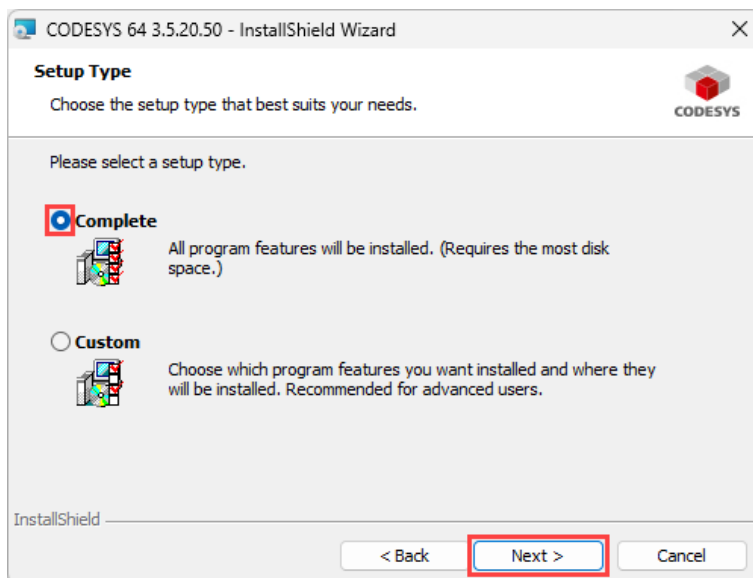 CODESYS 64 3.5.20.50 - InstallShield Wizard
Setup Type
Choose the setup type that best suits your needs.
CODESYS
Please select a setup type.
Complete
All program features will be installed. (Requires the most disk
space.)
Custom
Choose which program features you want installed and where they
will be installed. Recommended for advanced users.
InstallShield
< Back
Next >
Cancel